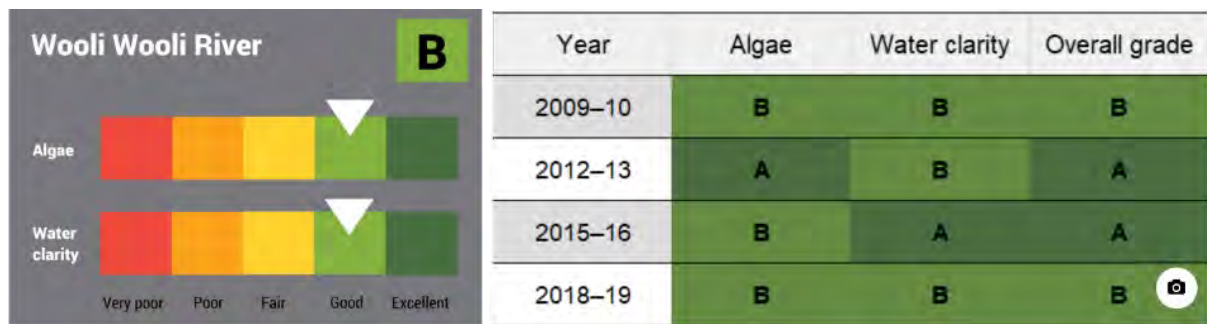 Wooli Wooli River B
Algae
Water
clarity
Very poor Poor Fair Good Excellent
Year Algae Water clarity Overall grade
2009–10 B B B
2012–13 A B A
2015–16 B A A
2018–19 B B B